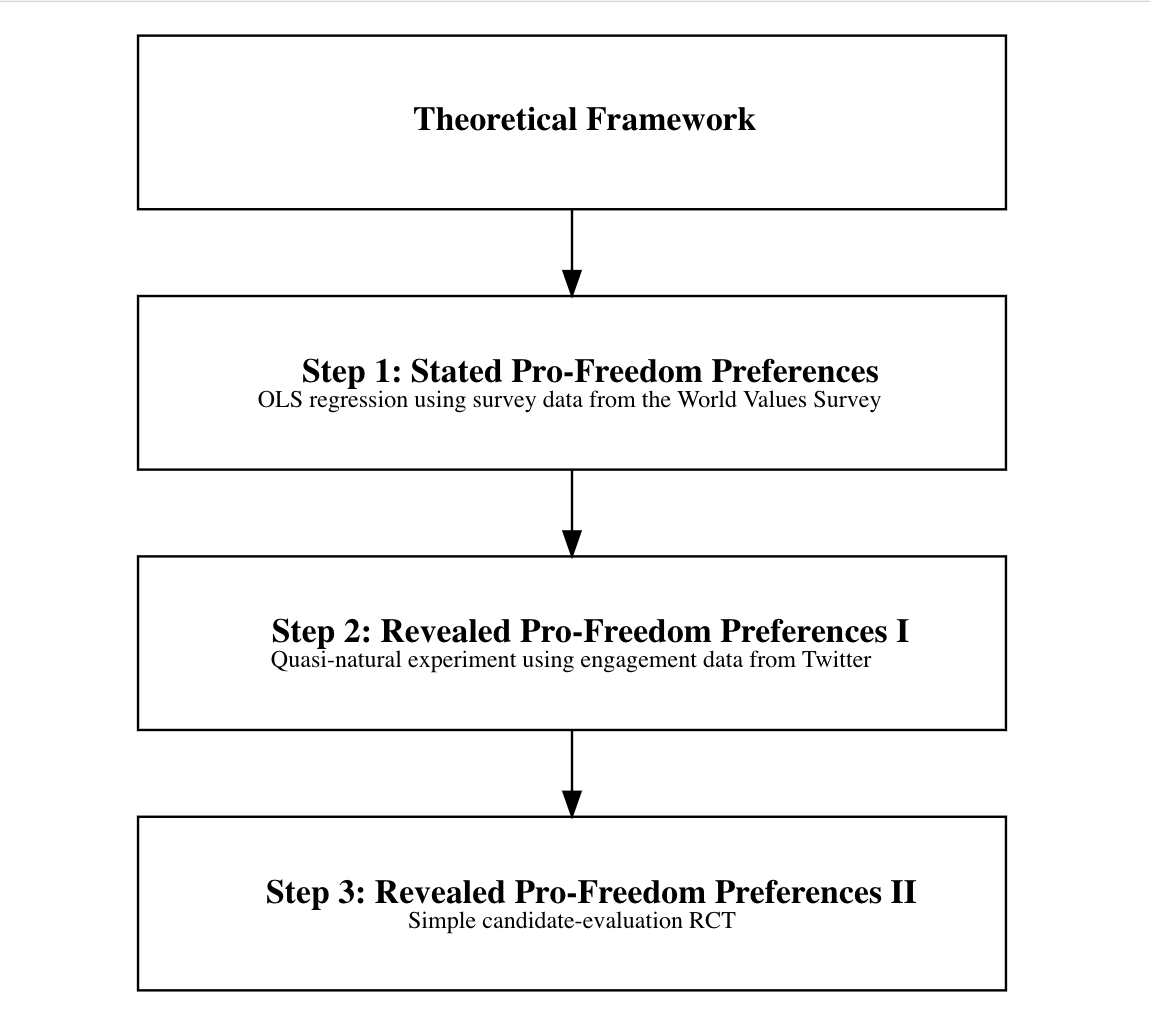 Theoretical Framework
Step 1: Stated Pro-Freedom Preferences
OLS regression using survey data from the World Values Survey
Step 2: Revealed Pro-Freedom Preferences I
Quasi-natural experiment using engagement data from Twitter
Step 3: Revealed Pro-Freedom Preferences II
Simple candidate-evaluation RCT